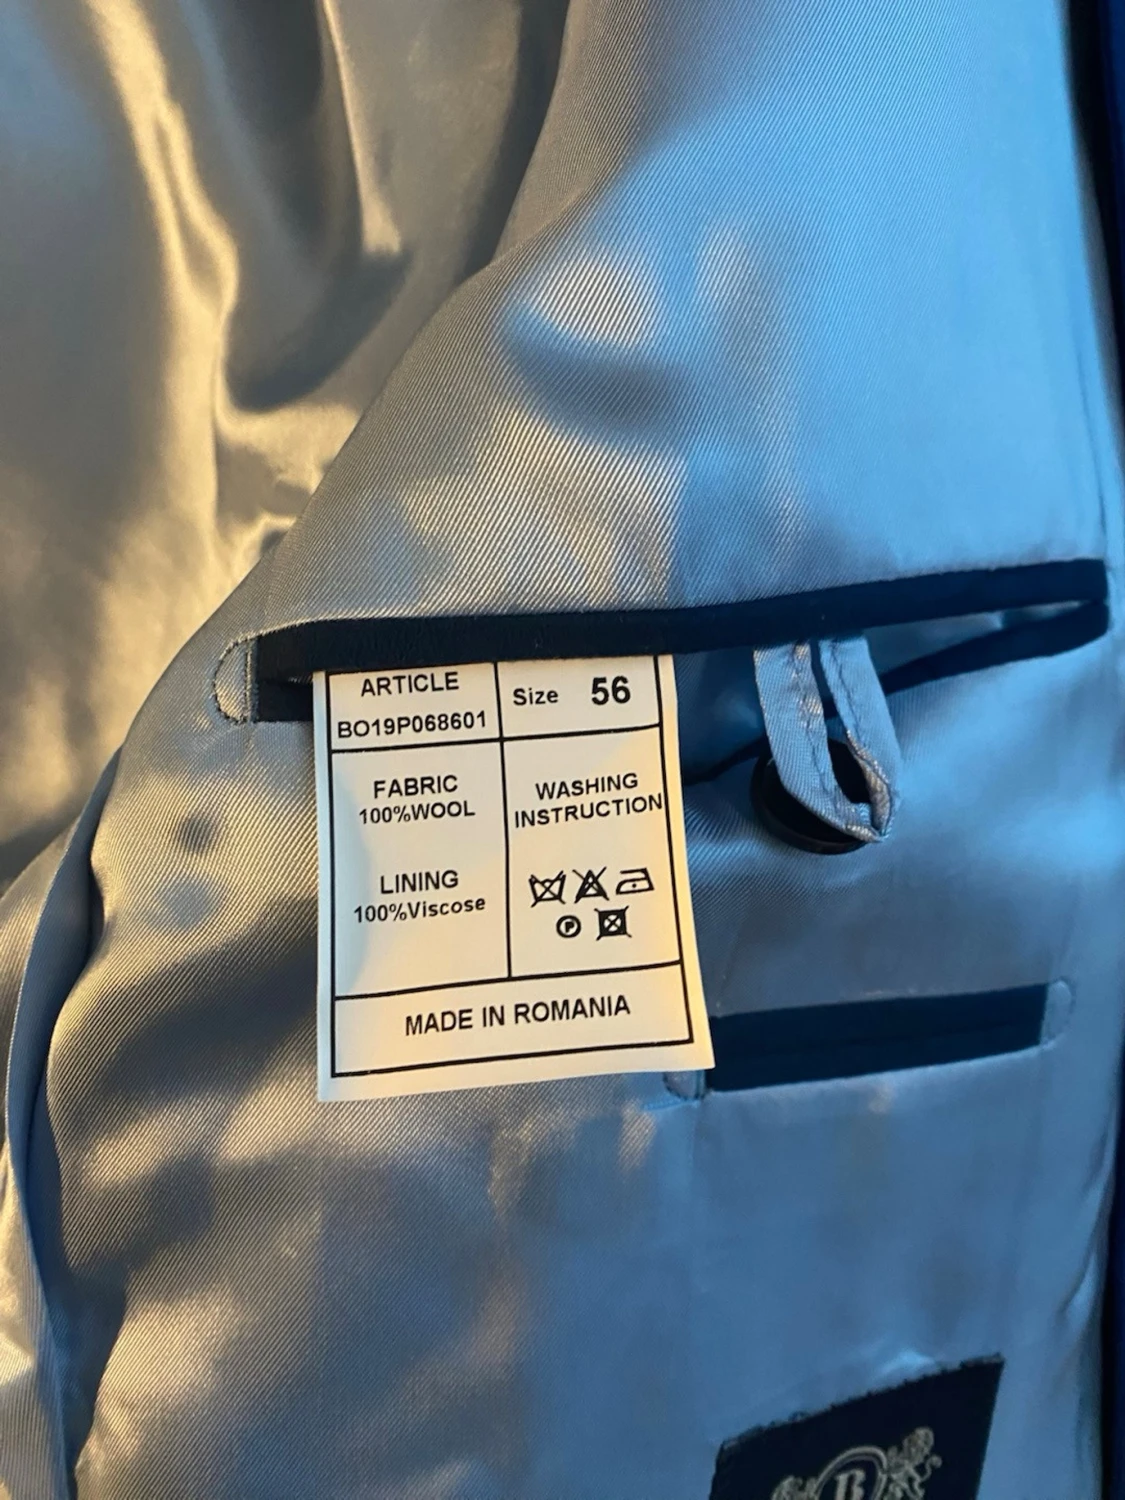 ARTICLE
BO19P068601
Size 56
FABRIC
100%WOOL
LINING
100%Viscose
WASHING
INSTRUCTION
P
MADE IN ROMANIA
B